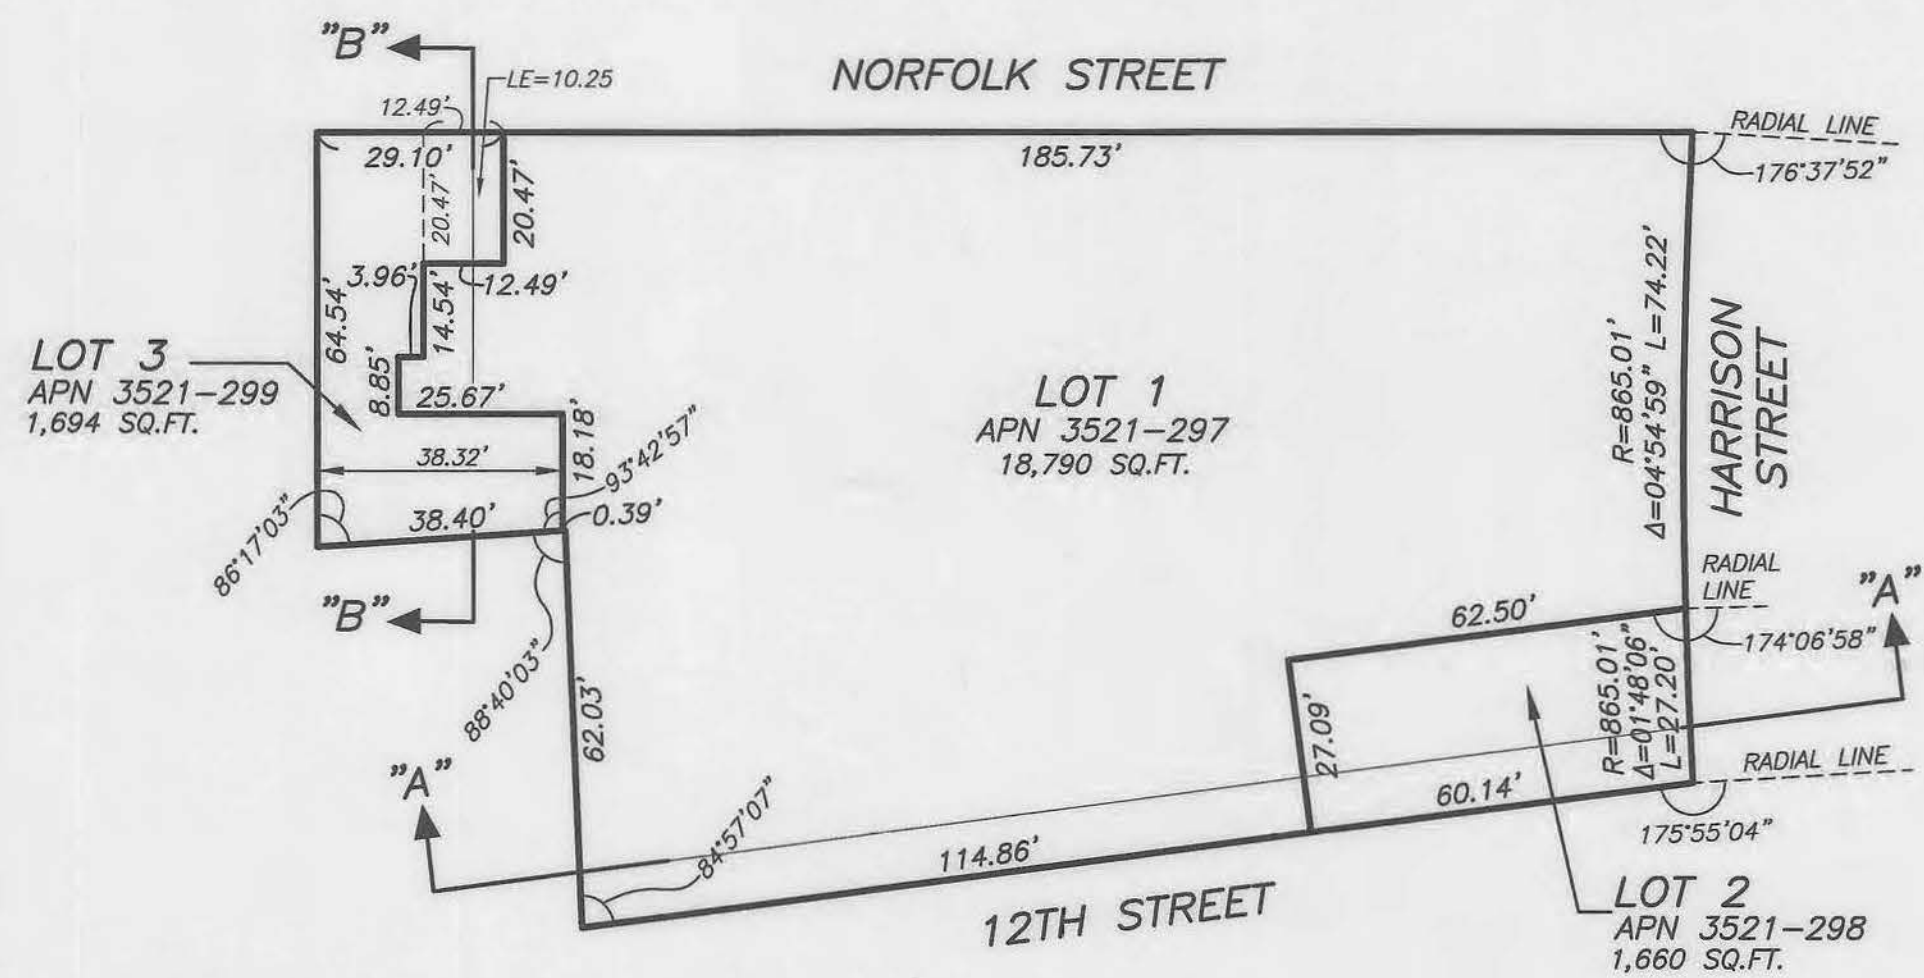 "B"
LE=10.25
12.49'
NORFOLK STREET
RADIAL LINE
29.10'
185.73'
176°37'52"
20.47'
20.47'
3.96'
12.49'
14.54'
64.54'
LOT 3
APN 3521-299
1,694 SQ.FT.
8.85'
25.67'
LOT 1
APN 3521-297
18,790 SQ.FT.
R=865.01'
Δ=04°54'59" L=74.22'
HARRISON
STREET
38.32'
18.18'
93°42'57"
0.39'
38.40'
86°17'03"
"B"
RADIAL
LINE
"A"
62.50'
174°06'58"
R=865.01'
Δ=01°48'06"
L=27.20'
88°40'03"
62.03'
27.09'
"A"
RADIAL LINE
60.14'
175°55'04"
84°57'07"
114.86'
12TH STREET
LOT 2
APN 3521-298
1,660 SQ.FT.